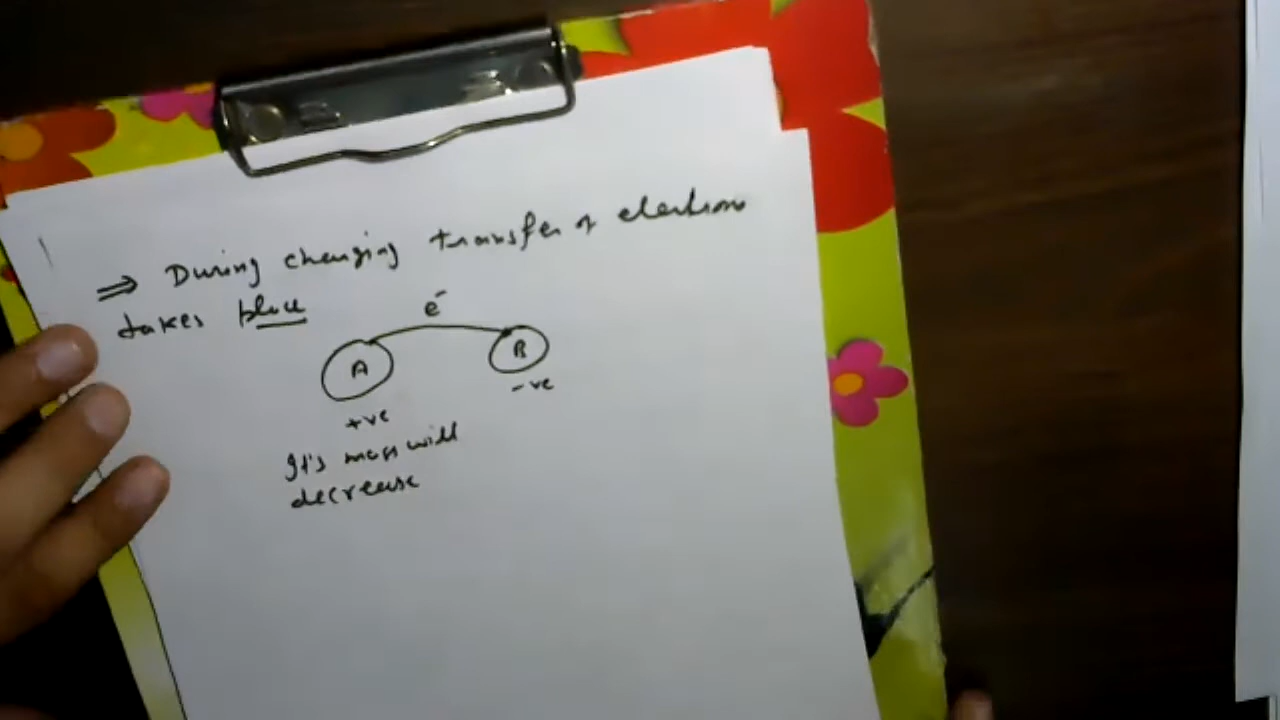 ⇒ During charging transfer of electrons
takes place
e⁻
A B
+ve -ve
It's mass will
decrease